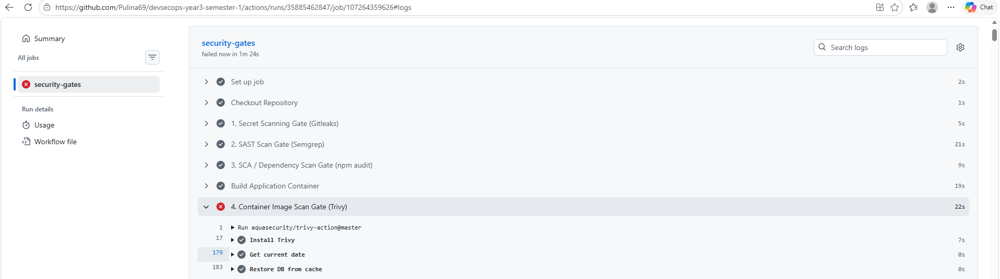 https://github.com/Pulina69/devsecops-year3-semester-1/actions/runs/35885462847/job/107264359626#logs
Chat
Summary
All jobs
security-gates
Run details
Usage
Workflow file
security-gates
failed now in 1m 24s
Search logs
Set up job 2s
Checkout Repository 1s
1. Secret Scanning Gate (Gitleaks) 5s
2. SAST Scan Gate (Semgrep) 21s
3. SCA / Dependency Scan Gate (npm audit) 9s
Build Application Container 19s
4. Container Image Scan Gate (Trivy) 22s
1 Run aquasecurity/trivy-action@master
17 Install Trivy 7s
179 Get current date 0s
183 Restore DB from cache 0s